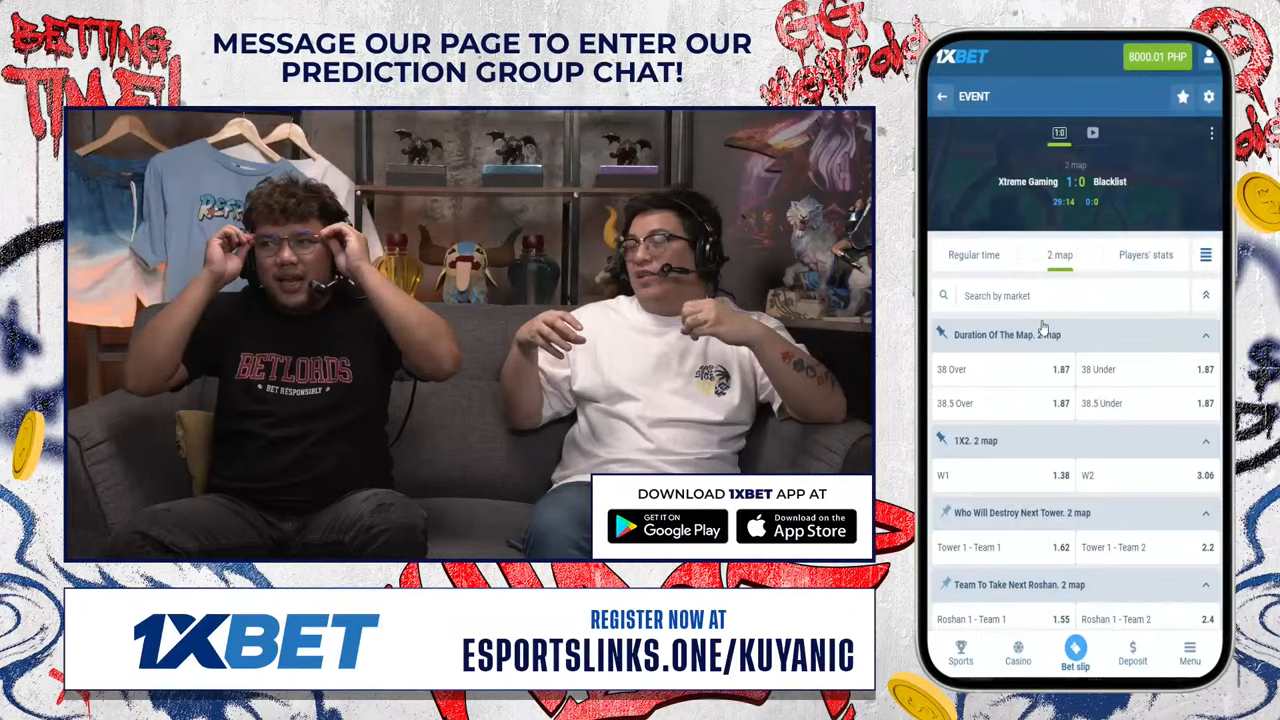 BETTING
TIME!
MESSAGE OUR PAGE TO ENTER OUR
PREDICTION GROUP CHAT!
GG
BETLORDS
BET RESPONSIBLY
DOWNLOAD 1XBET APP AT
GET IT ON
Google Play
Download on the
App Store
1XBET
REGISTER NOW AT
ESPORTSLINKS.ONE/KUYANIC
1XBET
8000.01 PHP
EVENT
1:0
2 map
Xtreme Gaming 1:0 Blacklist
29:14 0:0
Regular time 2 map Players' stats
Search by market
Duration Of The Map. 2 map
38 Over 1.87 38 Under 1.87
38.5 Over 1.87 38.5 Under 1.87
1X2. 2 map
W1 1.38 W2 3.06
Who Will Destroy Next Tower. 2 map
Tower 1 - Team 1 1.62 Tower 1 - Team 2 2.2
Team To Take Next Roshan. 2 map
Roshan 1 - Team 1 1.55 Roshan 1 - Team 2 2.4
Sports Casino Bet slip Deposit Menu